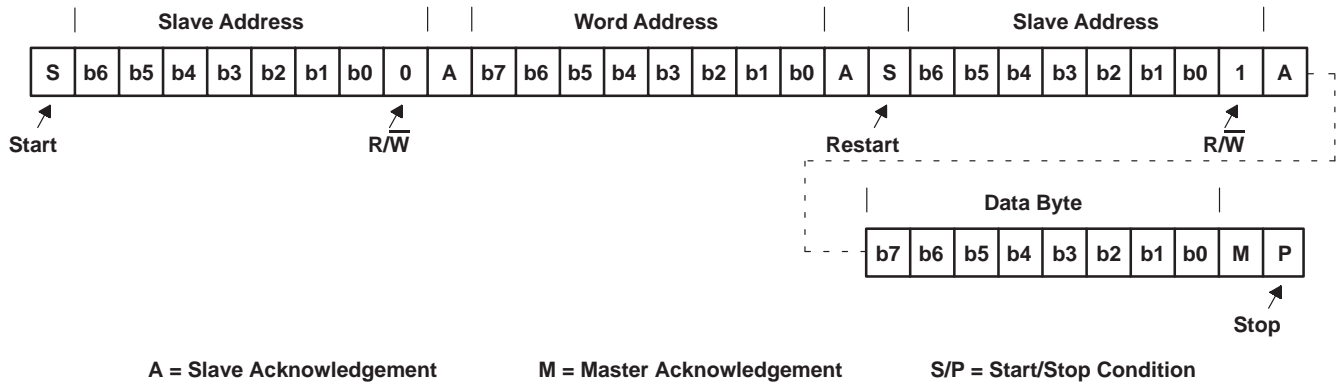 Slave Address Word Address Slave Address
S b6 b5 b4 b3 b2 b1 b0 0 A b7 b6 b5 b4 b3 b2 b1 b0 A S b6 b5 b4 b3 b2 b1 b0 1 A
Start R/W̅ Restart R/W̅
Data Byte
b7 b6 b5 b4 b3 b2 b1 b0 M P
Stop
A = Slave Acknowledgement M = Master Acknowledgement S/P = Start/Stop Condition